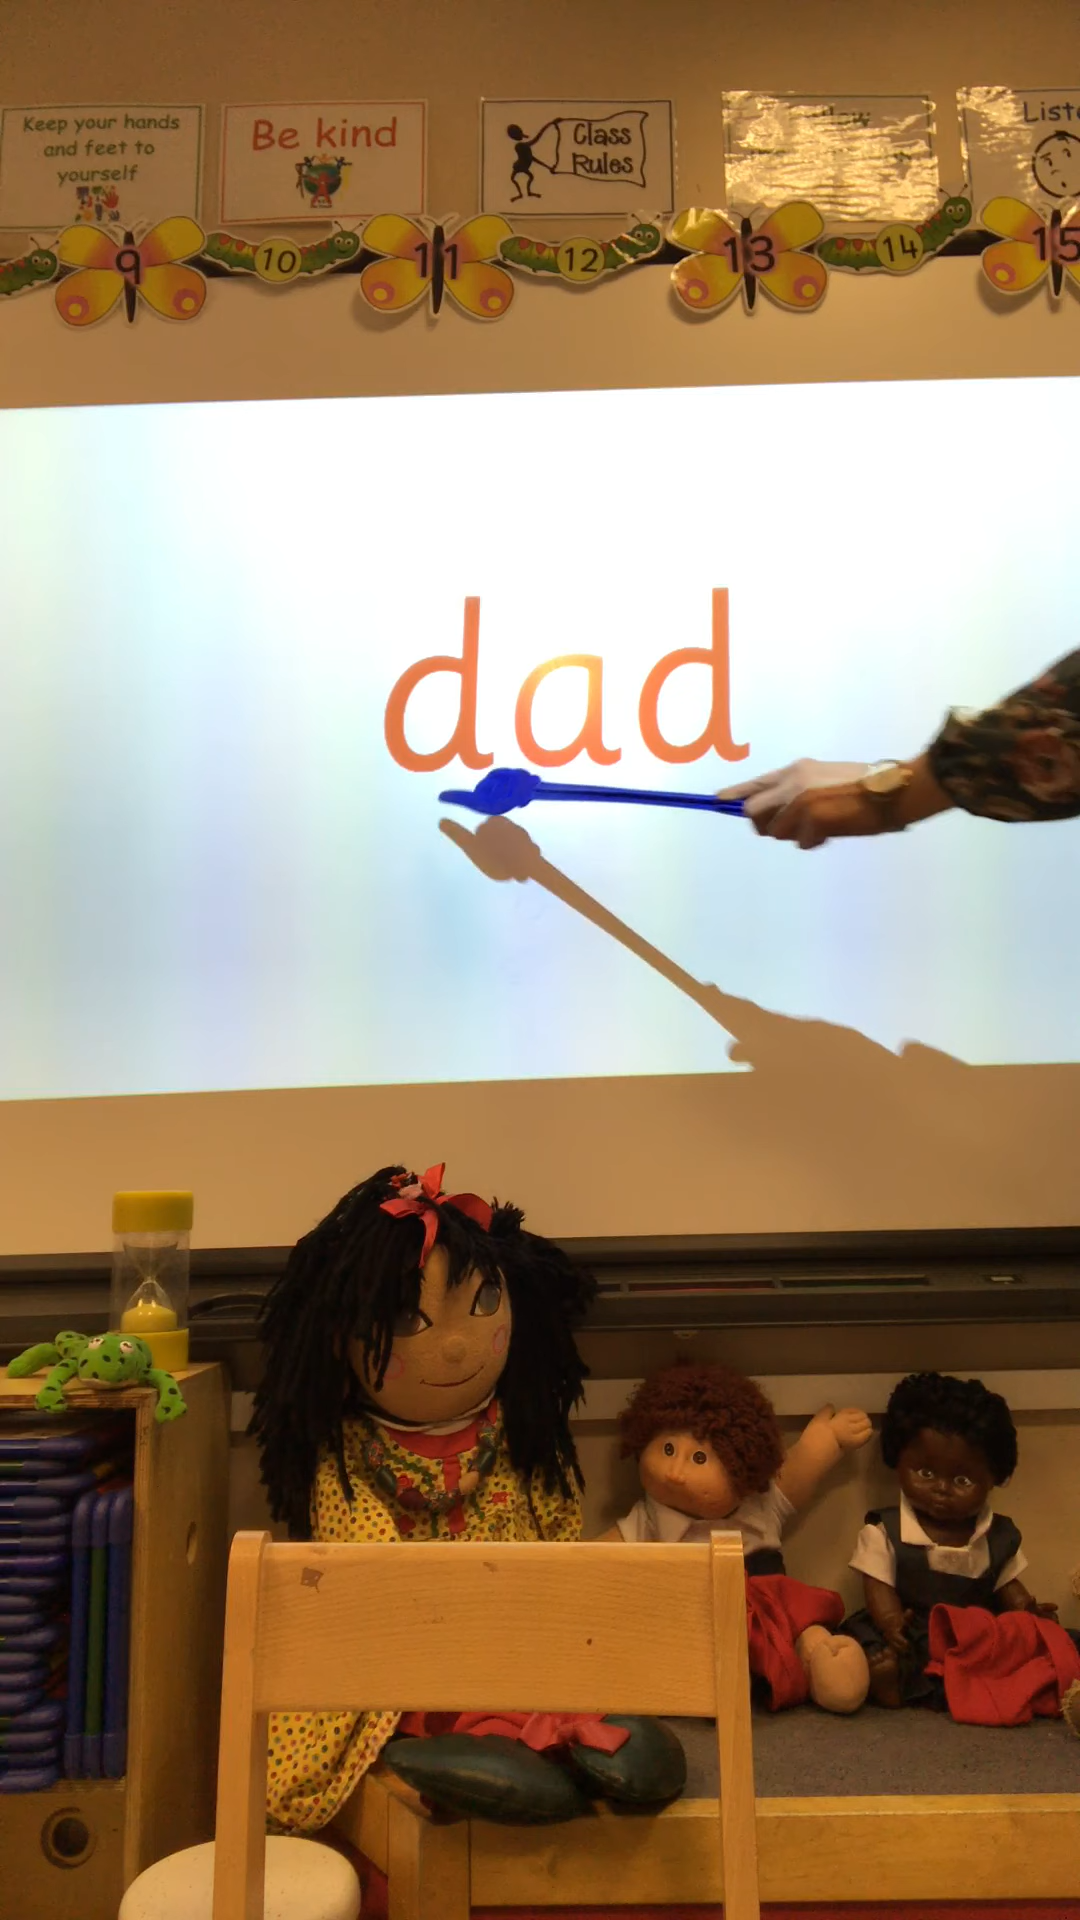 Keep your hands
and feet to
yourself
Be kind
Class
Rules
9
10
11
12
13
14
15
dad